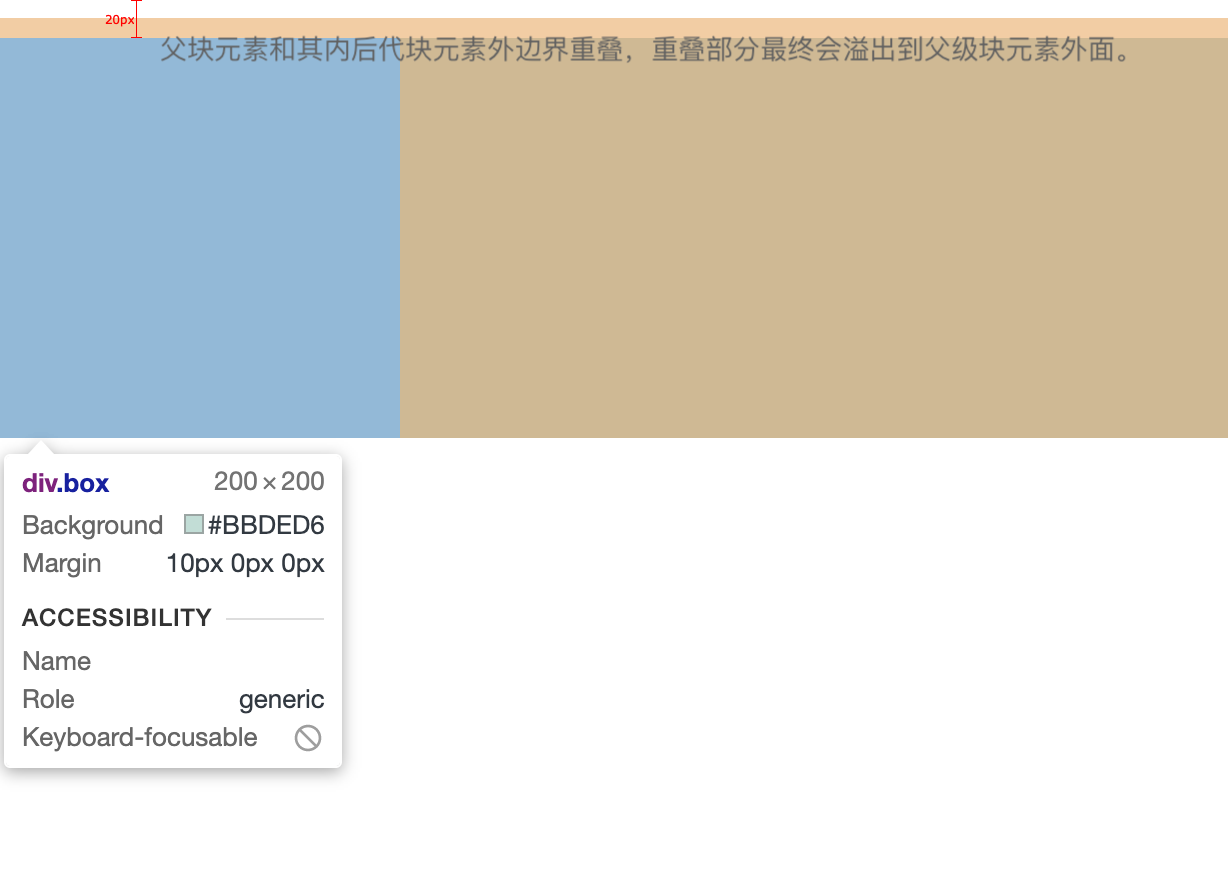 20px
父块元素和其内后代块元素外边界重叠，重叠部分最终会溢出到父级块元素外面。
div.box 200 × 200
Background #BBDED6
Margin 10px 0px 0px
ACCESSIBILITY
Name
Role generic
Keyboard-focusable